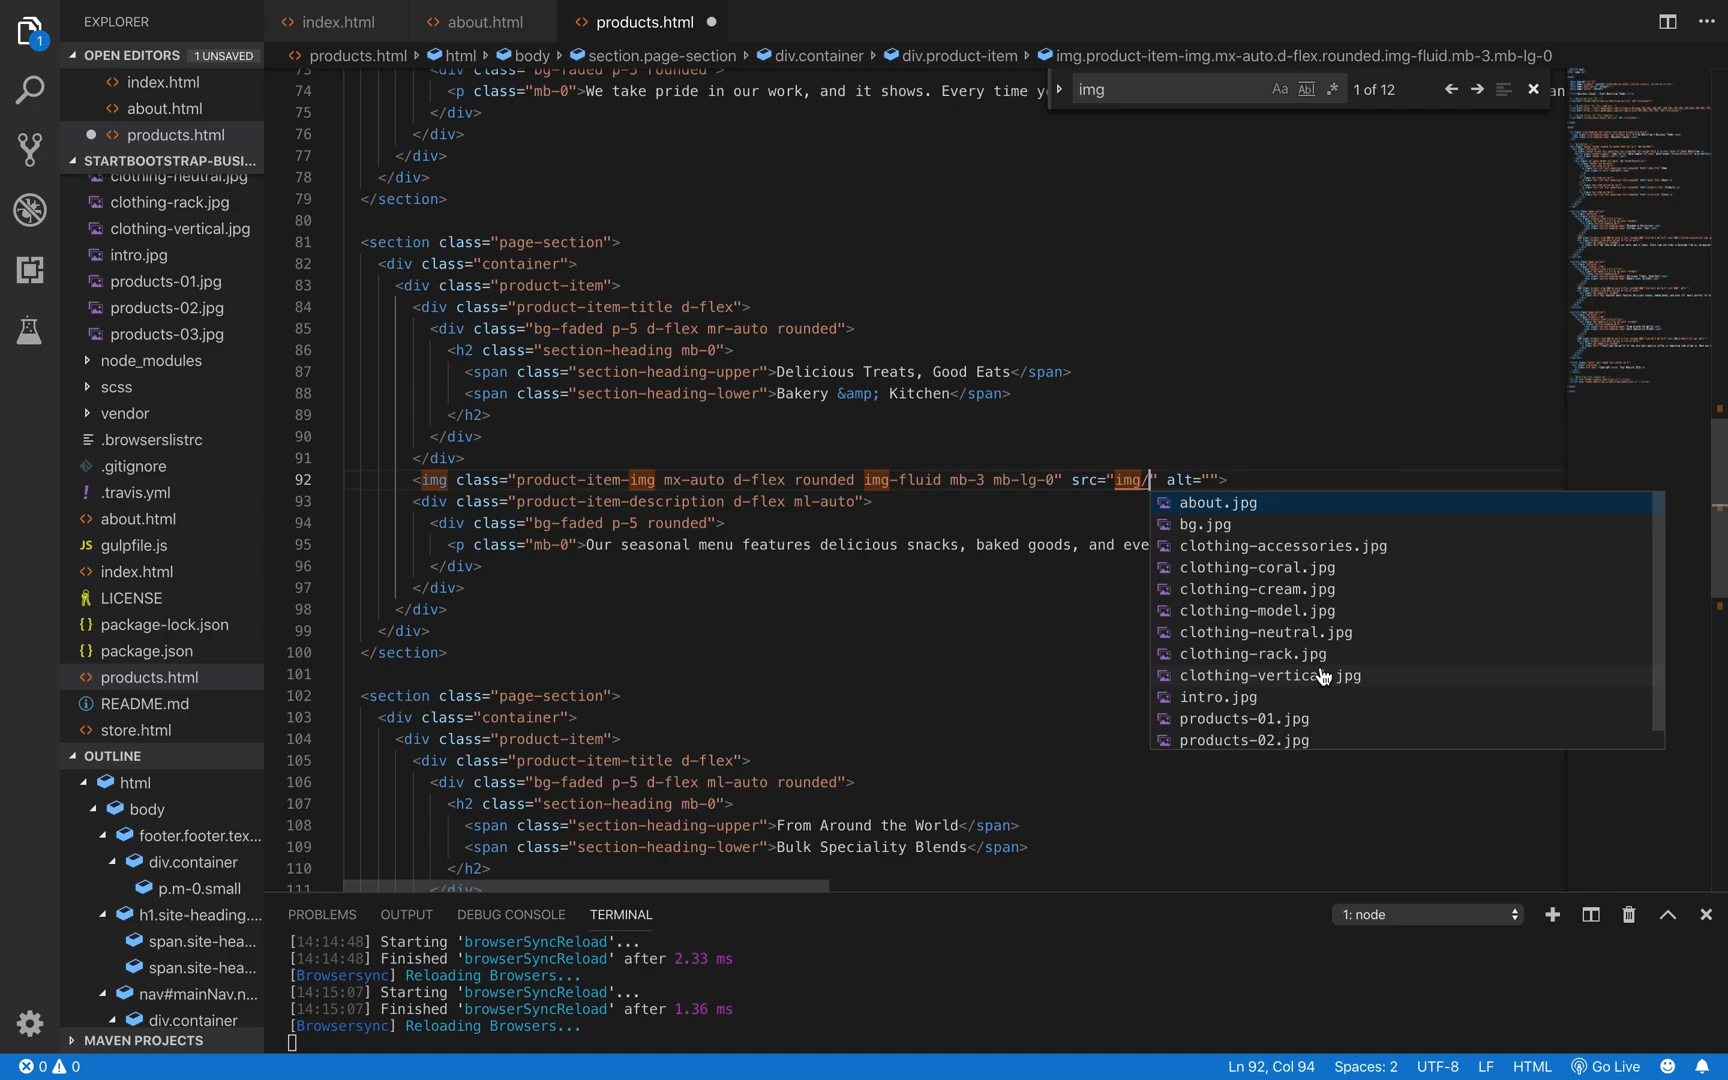 EXPLORER
index.html
about.html
products.html
OPEN EDITORS 1 UNSAVED
index.html
about.html
products.html
STARTBOOTSTRAP-BUSI...
clothing-neutral.jpg
clothing-rack.jpg
clothing-vertical.jpg
intro.jpg
products-01.jpg
products-02.jpg
products-03.jpg
node_modules
scss
vendor
.browserslistrc
.gitignore
.travis.yml
about.html
JS gulpfile.js
index.html
LICENSE
package-lock.json
package.json
products.html
README.md
store.html
OUTLINE
html
body
footer.footer.tex...
div.container
p.m-0.small
h1.site-heading....
span.site-hea...
span.site-hea...
nav#mainNav.n...
div.container
MAVEN PROJECTS
1
products.html html body section.page-section div.container div.product-item img.product-item-img.mx-auto.d-flex.rounded.img-fluid.mb-3.mb-lg-0
img Aa Abl .* 1 of 12
73 <div class="bg-faded p-5 rounded">
74 <p class="mb-0">We take pride in our work, and it shows. Every time y
75 </div>
76 </div>
77 </div>
78 </div>
79 </section>
80
81 <section class="page-section">
82 <div class="container">
83 <div class="product-item">
84 <div class="product-item-title d-flex">
85 <div class="bg-faded p-5 d-flex mr-auto rounded">
86 <h2 class="section-heading mb-0">
87 <span class="section-heading-upper">Delicious Treats, Good Eats</span>
88 <span class="section-heading-lower">Bakery &amp; Kitchen</span>
89 </h2>
90 </div>
91 </div>
92 <img class="product-item-img mx-auto d-flex rounded img-fluid mb-3 mb-lg-0" src="img/" alt="">
93 <div class="product-item-description d-flex ml-auto">
94 <div class="bg-faded p-5 rounded">
95 <p class="mb-0">Our seasonal menu features delicious snacks, baked goods, and eve
96 </div>
97 </div>
98 </div>
99 </div>
100 </section>
101
102 <section class="page-section">
103 <div class="container">
104 <div class="product-item">
105 <div class="product-item-title d-flex">
106 <div class="bg-faded p-5 d-flex ml-auto rounded">
107 <h2 class="section-heading mb-0">
108 <span class="section-heading-upper">From Around the World</span>
109 <span class="section-heading-lower">Bulk Speciality Blends</span>
110 </h2>
111 </div>
about.jpg
bg.jpg
clothing-accessories.jpg
clothing-coral.jpg
clothing-cream.jpg
clothing-model.jpg
clothing-neutral.jpg
clothing-rack.jpg
clothing-vertical.jpg
intro.jpg
products-01.jpg
products-02.jpg
PROBLEMS OUTPUT DEBUG CONSOLE TERMINAL 1: node
[14:14:48] Starting 'browserSyncReload'...
[14:14:48] Finished 'browserSyncReload' after 2.33 ms
[Browsersync] Reloading Browsers...
[14:15:07] Starting 'browserSyncReload'...
[14:15:07] Finished 'browserSyncReload' after 1.36 ms
[Browsersync] Reloading Browsers...
0 0 Ln 92, Col 94 Spaces: 2 UTF-8 LF HTML Go Live